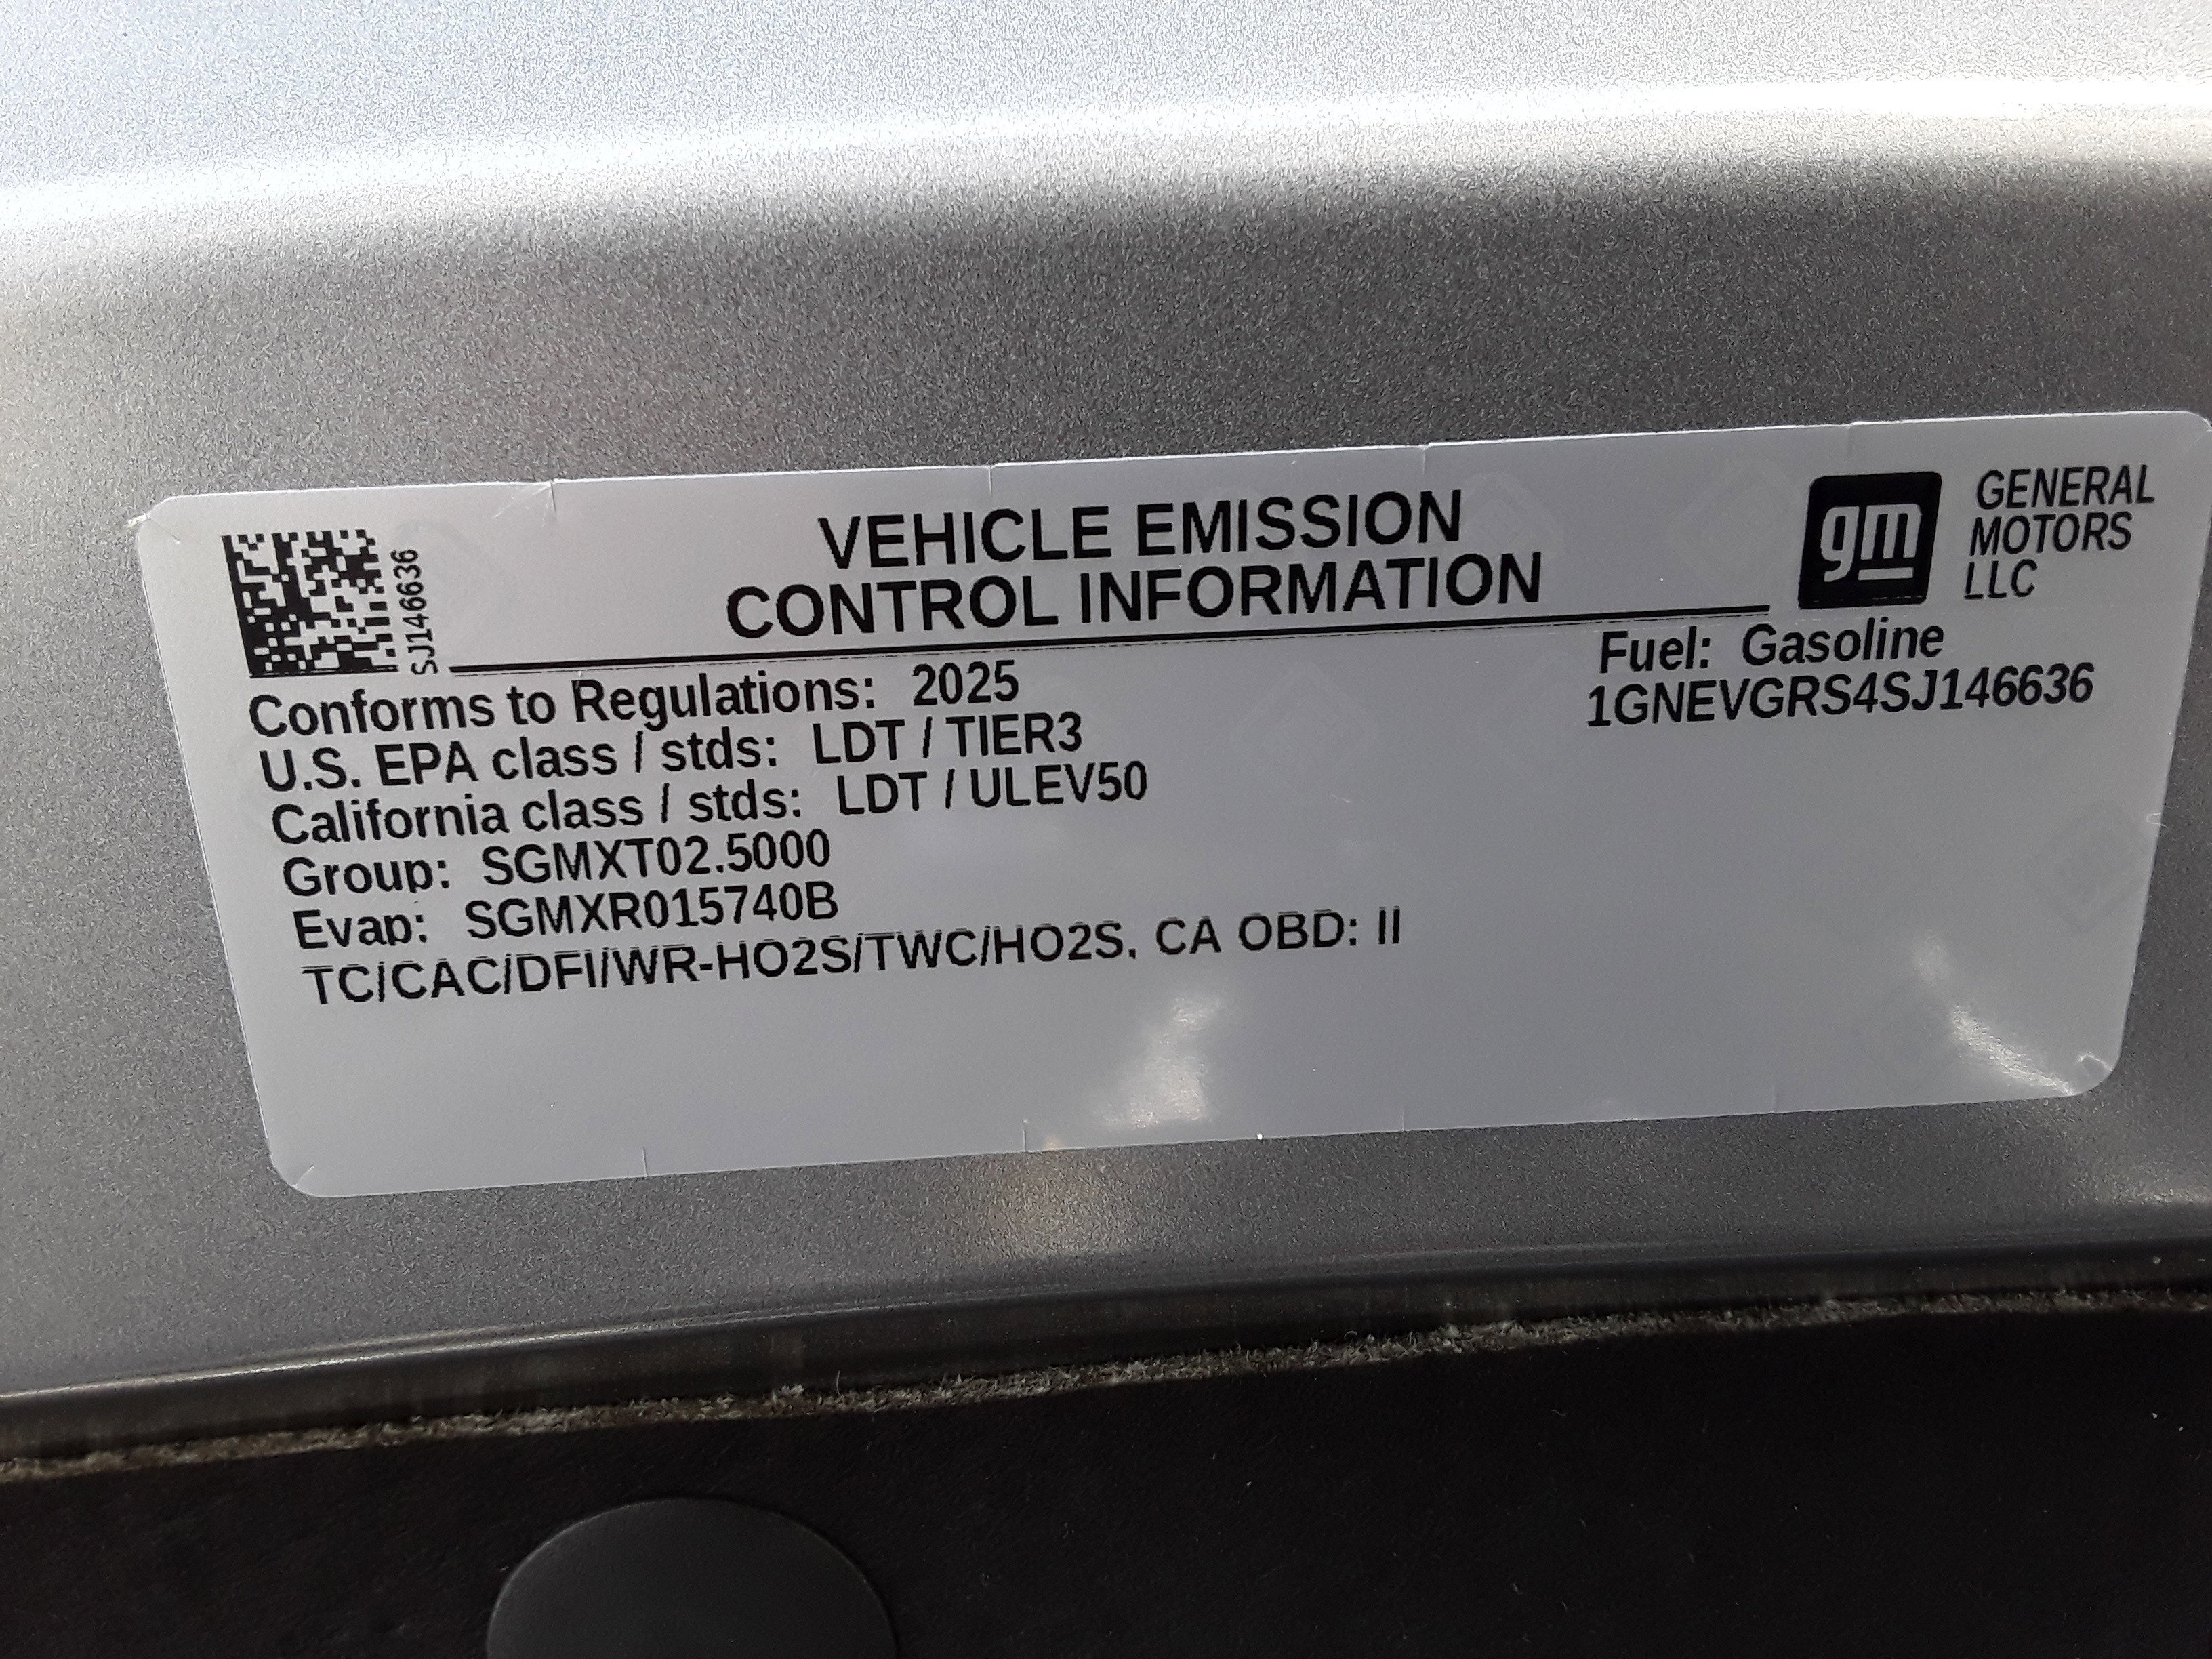 SJ146636
VEHICLE EMISSION
CONTROL INFORMATION
gm
GENERAL
MOTORS
LLC
Conforms to Regulations: 2025
U.S. EPA class / stds: LDT / TIER3
California class / stds: LDT / ULEV50
Group: SGMXT02.5000
Evap: SGMXR015740B
TC/CAC/DFI/WR-HO2S/TWC/HO2S, CA OBD: II
Fuel: Gasoline
1GNEVGRS4SJ146636